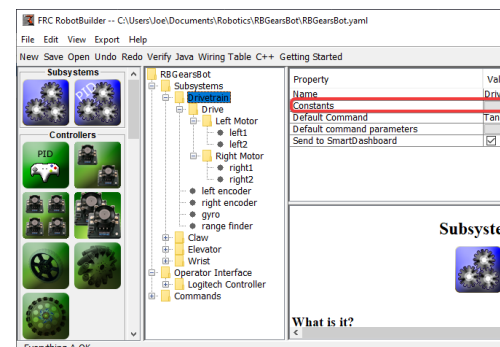 FRC RobotBuilder -- C:\Users\Joe\Documents\Robotics\RBGearsBot\RBGearsBot.yaml
File Edit View Export Help
New Save Open Undo Redo Verify Java Wiring Table C++ Getting Started
Subsystems
PID
Controllers
PID
RBGearsBot
Subsystems
Drivetrain
Drive
Left Motor
left1
left2
Right Motor
right1
right2
left encoder
right encoder
gyro
range finder
Claw
Elevator
Wrist
Operator Interface
Logitech Controller
Commands
Property Val
Name Driv
Constants
Default Command Tan
Default command parameters
Send to SmartDashboard
Subsyste
What is it?
Everything A OK